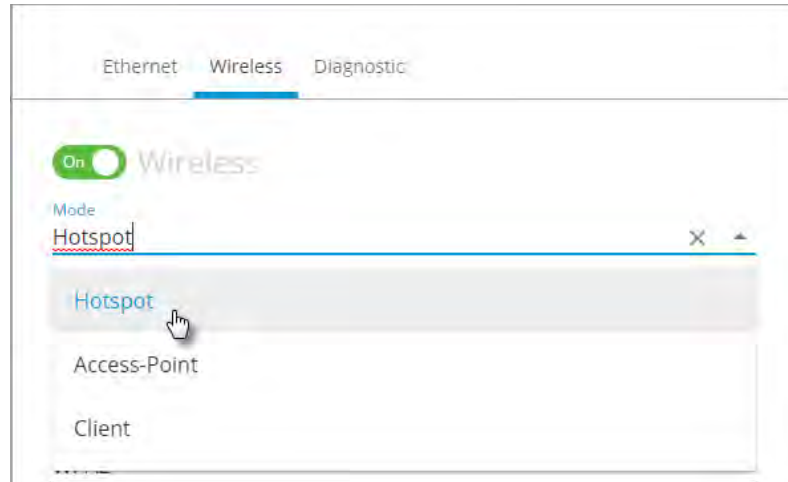 Ethernet Wireless Diagnostic
On Wireless
Mode
Hotspot
Hotspot
Access-Point
Client